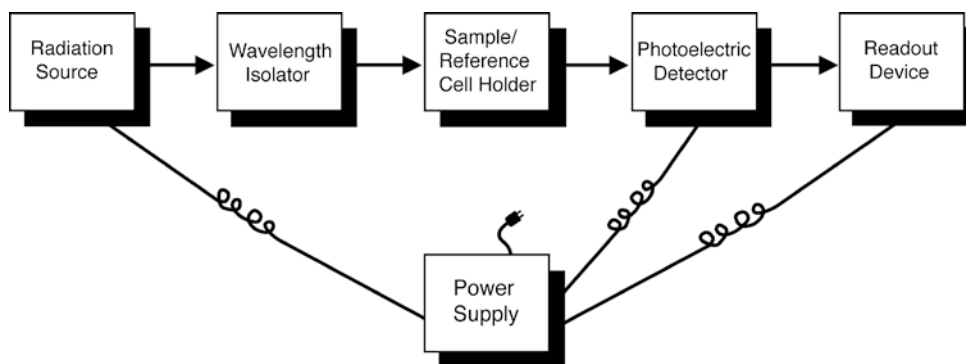 Radiation
Source
Wavelength
Isolator
Sample/
Reference
Cell Holder
Photoelectric
Detector
Readout
Device
Power
Supply